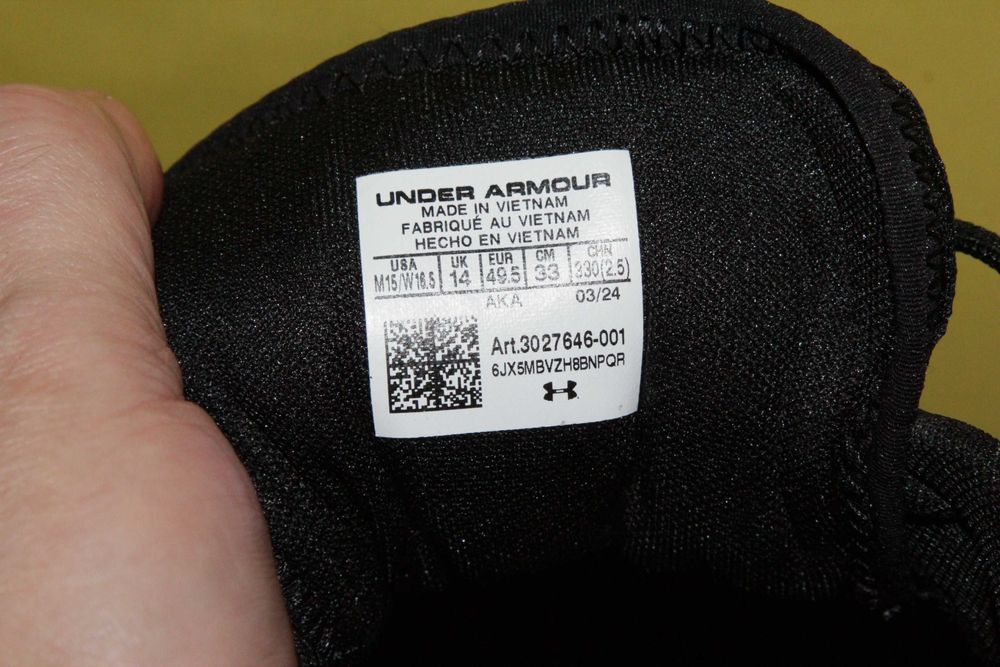 UNDER ARMOUR
MADE IN VIETNAM
FABRIQUÉ AU VIETNAM
HECHO EN VIETNAM
USA UK EUR CM CHN
M15/W16.5 14 49.5 33 330(2.5)
AKA 03/24
Art.3027646-001
6JX5MBVZH8BNPQR